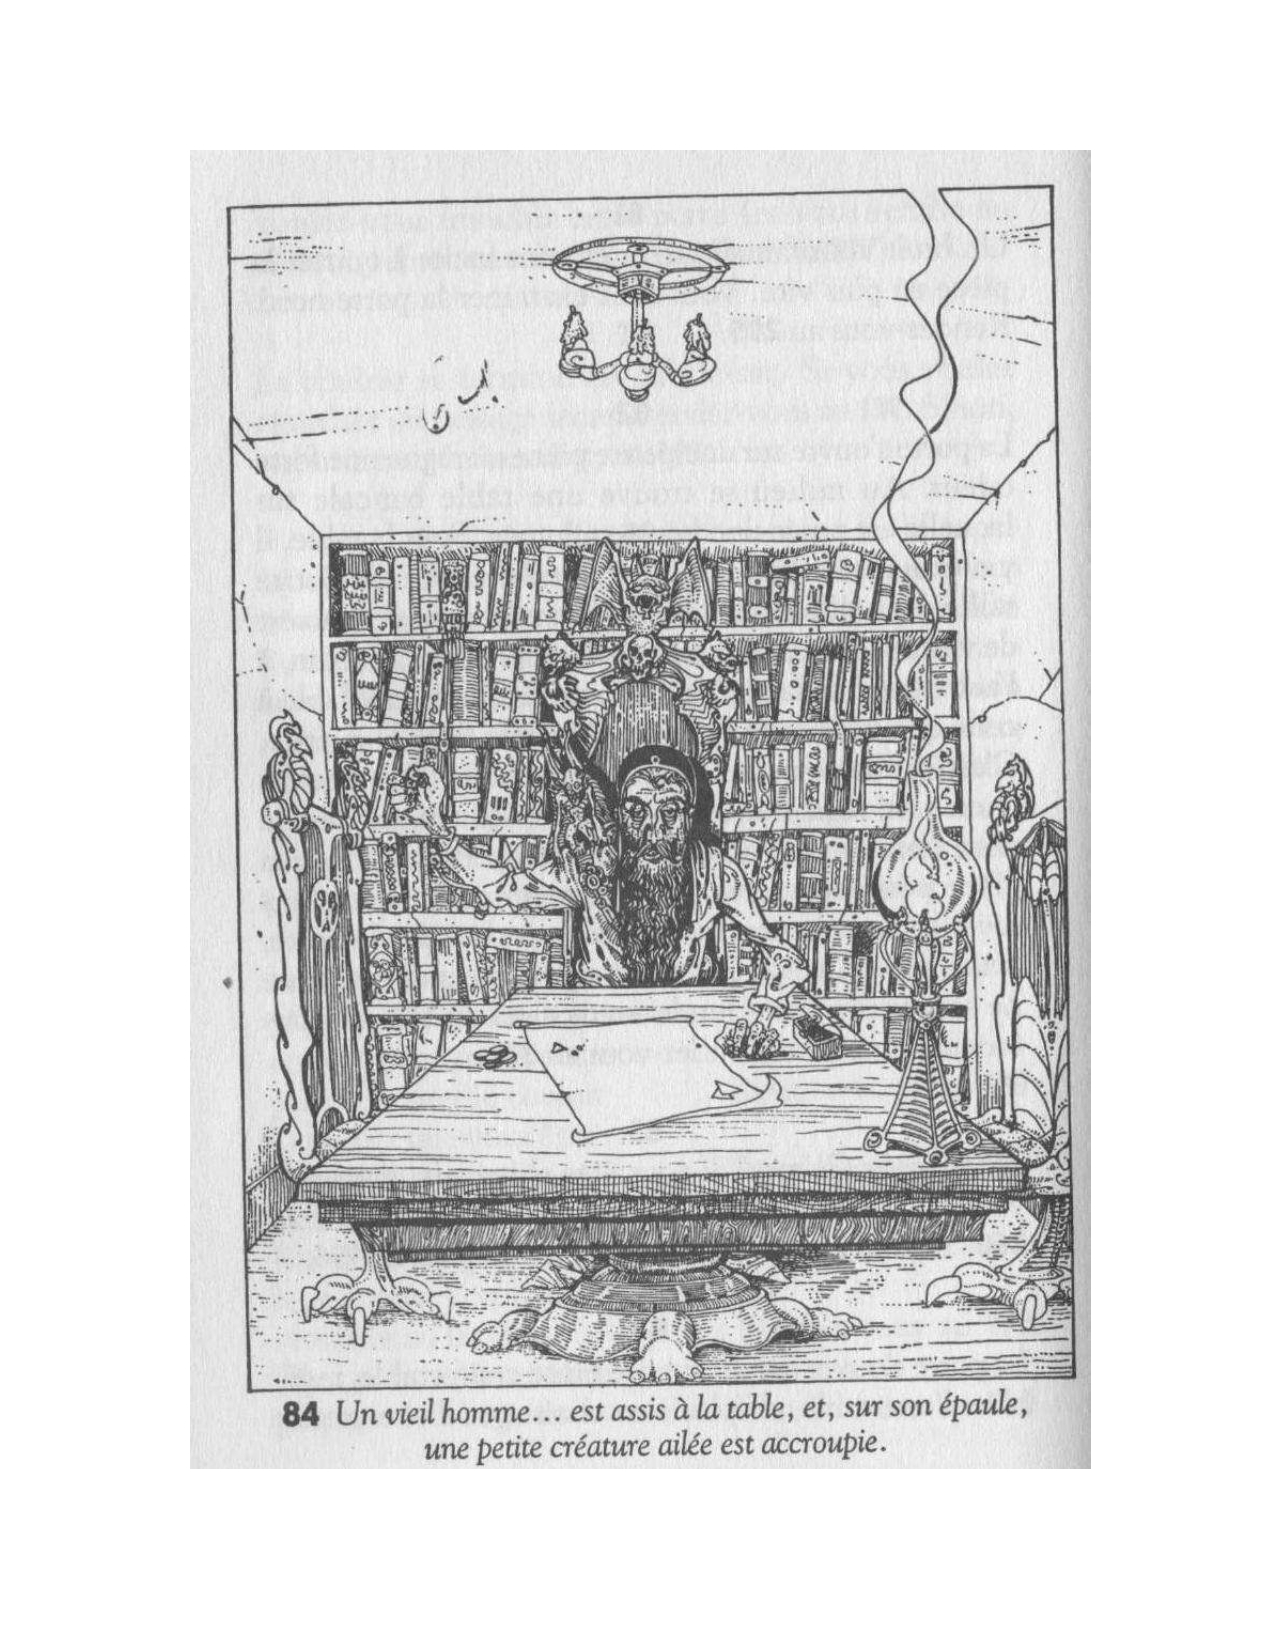 84 Un vieil homme... est assis à la table, et, sur son épaule,
une petite créature ailée est accroupie.